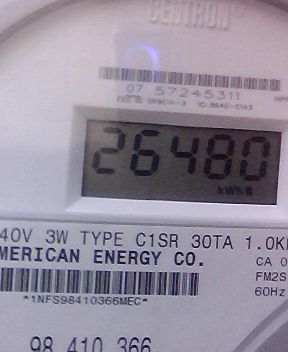 CENTRON
07 57245311
26480
kWh
40V 3W TYPE C1SR 30TA 1.0K
MERICAN ENERGY CO.
CA 0
FM2S
60Hz
*1NFS98410366MEC*
98 410 366